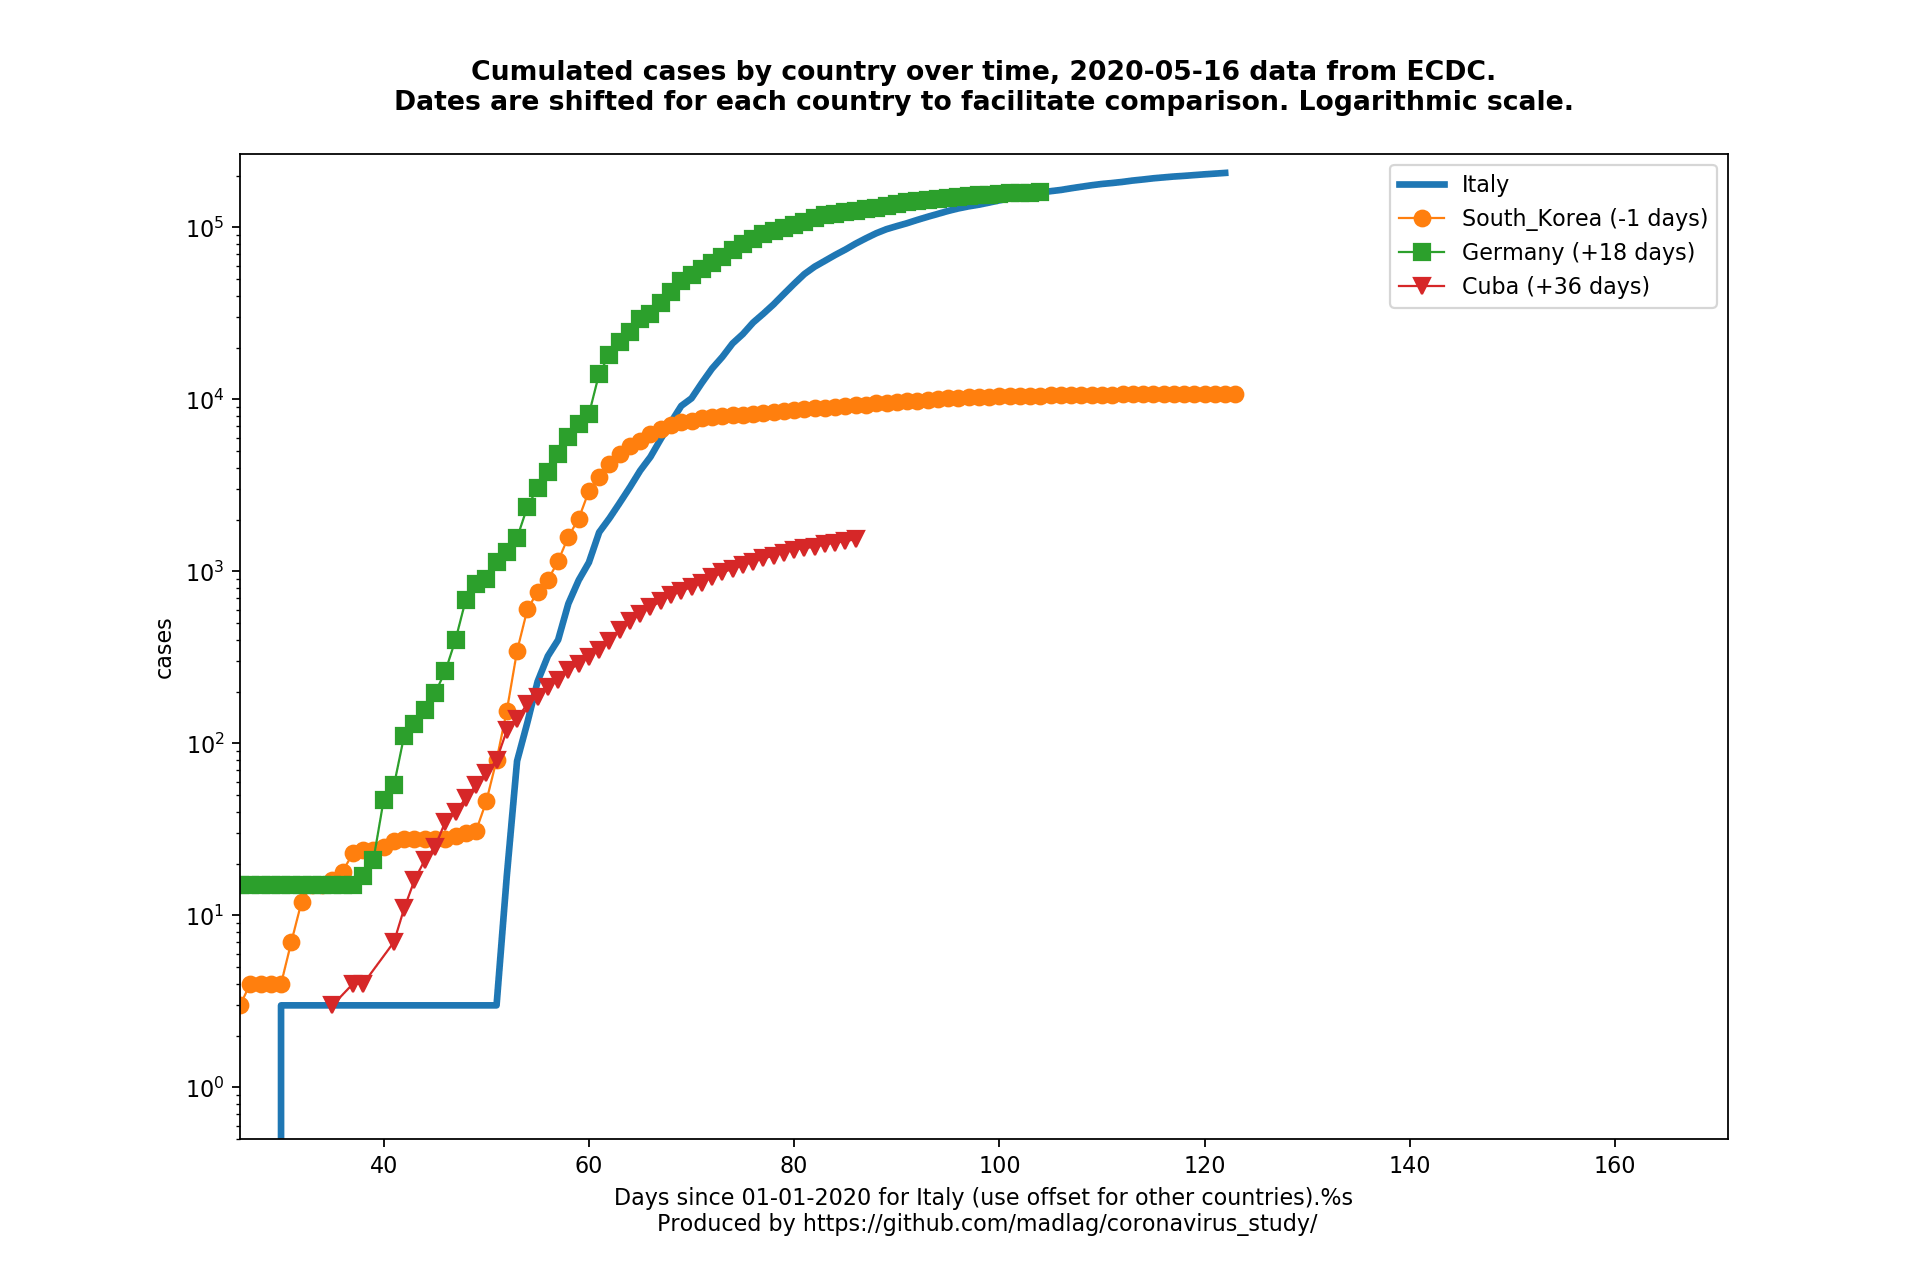 Cumulated cases by country over time, 2020-05-16 data from ECDC.
Dates are shifted for each country to facilitate comparison. Logarithmic scale.
Italy
South_Korea (-1 days)
Germany (+18 days)
Cuba (+36 days)
cases
10^5
10^4
10^3
10^2
10^1
10^0
40 60 80 100 120 140 160
Days since 01-01-2020 for Italy (use offset for other countries).%s
Produced by https://github.com/madlag/coronavirus_study/